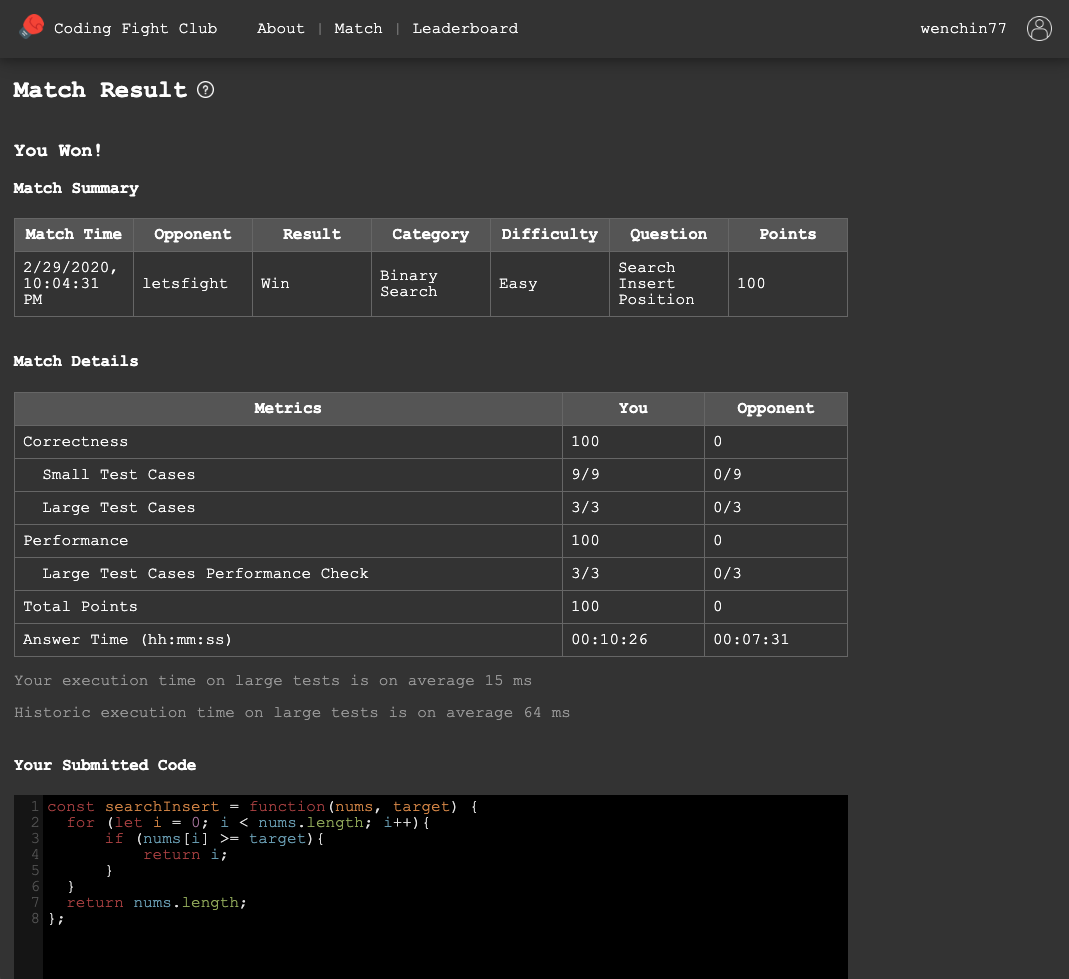 Coding Fight Club About | Match | Leaderboard wenchin77
Match Result ?
You Won!
Match Summary
Match Time Opponent Result Category Difficulty Question Points
2/29/2020, 10:04:31 PM letsfight Win Binary Search Easy Search Insert Position 100
Match Details
Metrics You Opponent
Correctness 100 0
Small Test Cases 9/9 0/9
Large Test Cases 3/3 0/3
Performance 100 0
Large Test Cases Performance Check 3/3 0/3
Total Points 100 0
Answer Time (hh:mm:ss) 00:10:26 00:07:31
Your execution time on large tests is on average 15 ms
Historic execution time on large tests is on average 64 ms
Your Submitted Code
1 const searchInsert = function(nums, target) {
2 for (let i = 0; i < nums.length; i++){
3 if (nums[i] >= target){
4 return i;
5 }
6 }
7 return nums.length;
8 };